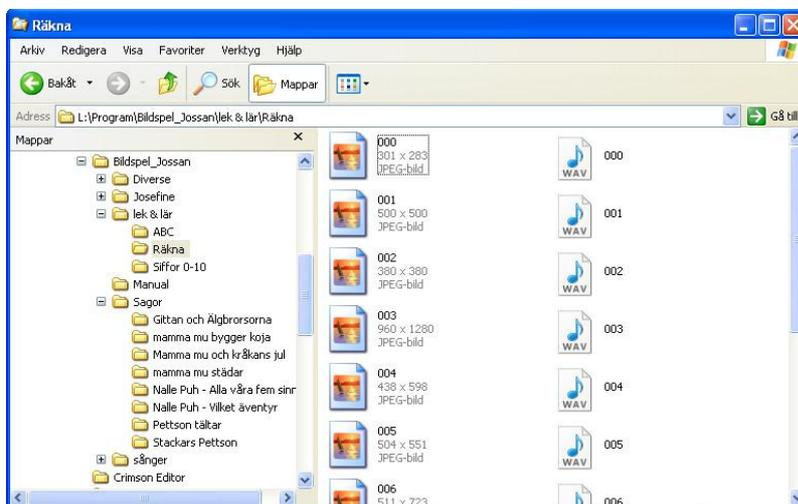 Räkna
Arkiv Redigera Visa Favoriter Verktyg Hjälp
Bakåt Sök Mappar
Adress L:\Program\Bildspel_Jossan\lek & lär\Räkna Gå till
Mappar
Bildspel_Jossan
Diverse
Josefine
lek & lär
ABC
Räkna
Siffor 0-10
Manual
Sagor
Gittan och Älgbrorsorna
mamma mu bygger koja
Mamma mu och kråkans jul
mamma mu städar
Nalle Puh - Alla våra fem sinr
Nalle Puh - Vilket äventyr
Pettson tältar
Stackars Pettson
sånger
Crimson Editor
000
301 x 283
JPEG-bild
001
500 x 500
JPEG-bild
002
380 x 380
JPEG-bild
003
960 x 1280
JPEG-bild
004
438 x 598
JPEG-bild
005
504 x 551
JPEG-bild
006
511 x 723
WAV 000
WAV 001
WAV 002
WAV 003
WAV 004
WAV 005
006